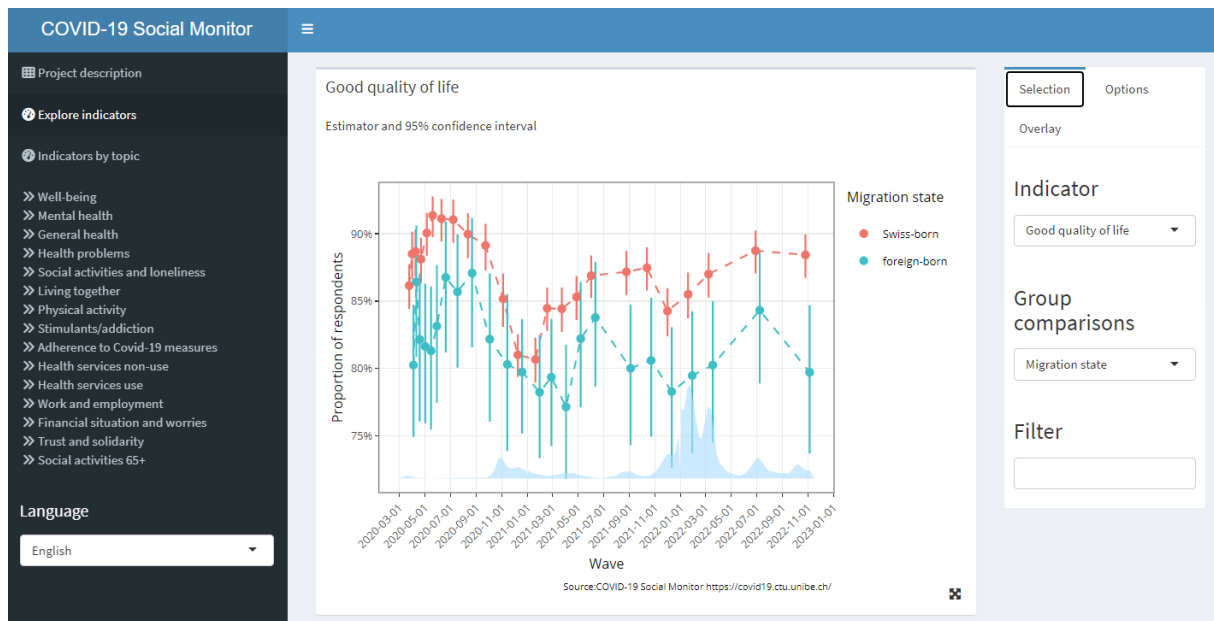 COVID-19 Social Monitor
Project description
Explore indicators
Indicators by topic
Well-being
Mental health
General health
Health problems
Social activities and loneliness
Living together
Physical activity
Stimulants/addiction
Adherence to Covid-19 measures
Health services non-use
Health services use
Work and employment
Financial situation and worries
Trust and solidarity
Social activities 65+
Language
English
Good quality of life
Estimator and 95% confidence interval
Proportion of respondents
90%
85%
80%
75%
2020-03-01
2020-05-01
2020-07-01
2020-09-01
2020-11-01
2021-01-01
2021-03-01
2021-05-01
2021-07-01
2021-09-01
2021-11-01
2022-01-01
2022-03-01
2022-05-01
2022-07-01
2022-09-01
2022-11-01
2023-01-01
Wave
Migration state
Swiss-born
foreign-born
Source:COVID-19 Social Monitor https://covid19.ctu.unibe.ch/
Selection
Options
Overlay
Indicator
Good quality of life
Group
comparisons
Migration state
Filter